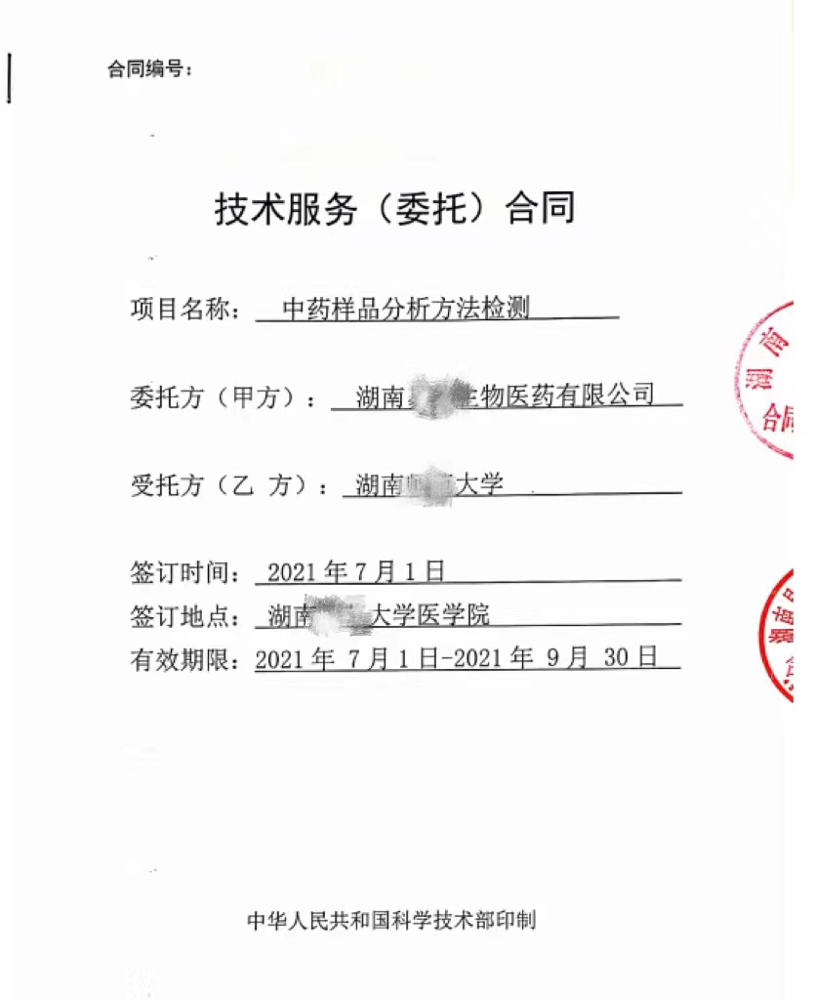 合同编号：
技术服务（委托）合同
项目名称： 中药样品分析方法检测
委托方（甲方）： 湖南 生物医药有限公司
受托方（乙 方）： 湖南 大学
签订时间： 2021 年 7 月 1 日
签订地点： 湖南 大学医学院
有效期限：2021 年 7 月 1 日-2021 年 9 月 30 日
中华人民共和国科学技术部印制
湖南
合同